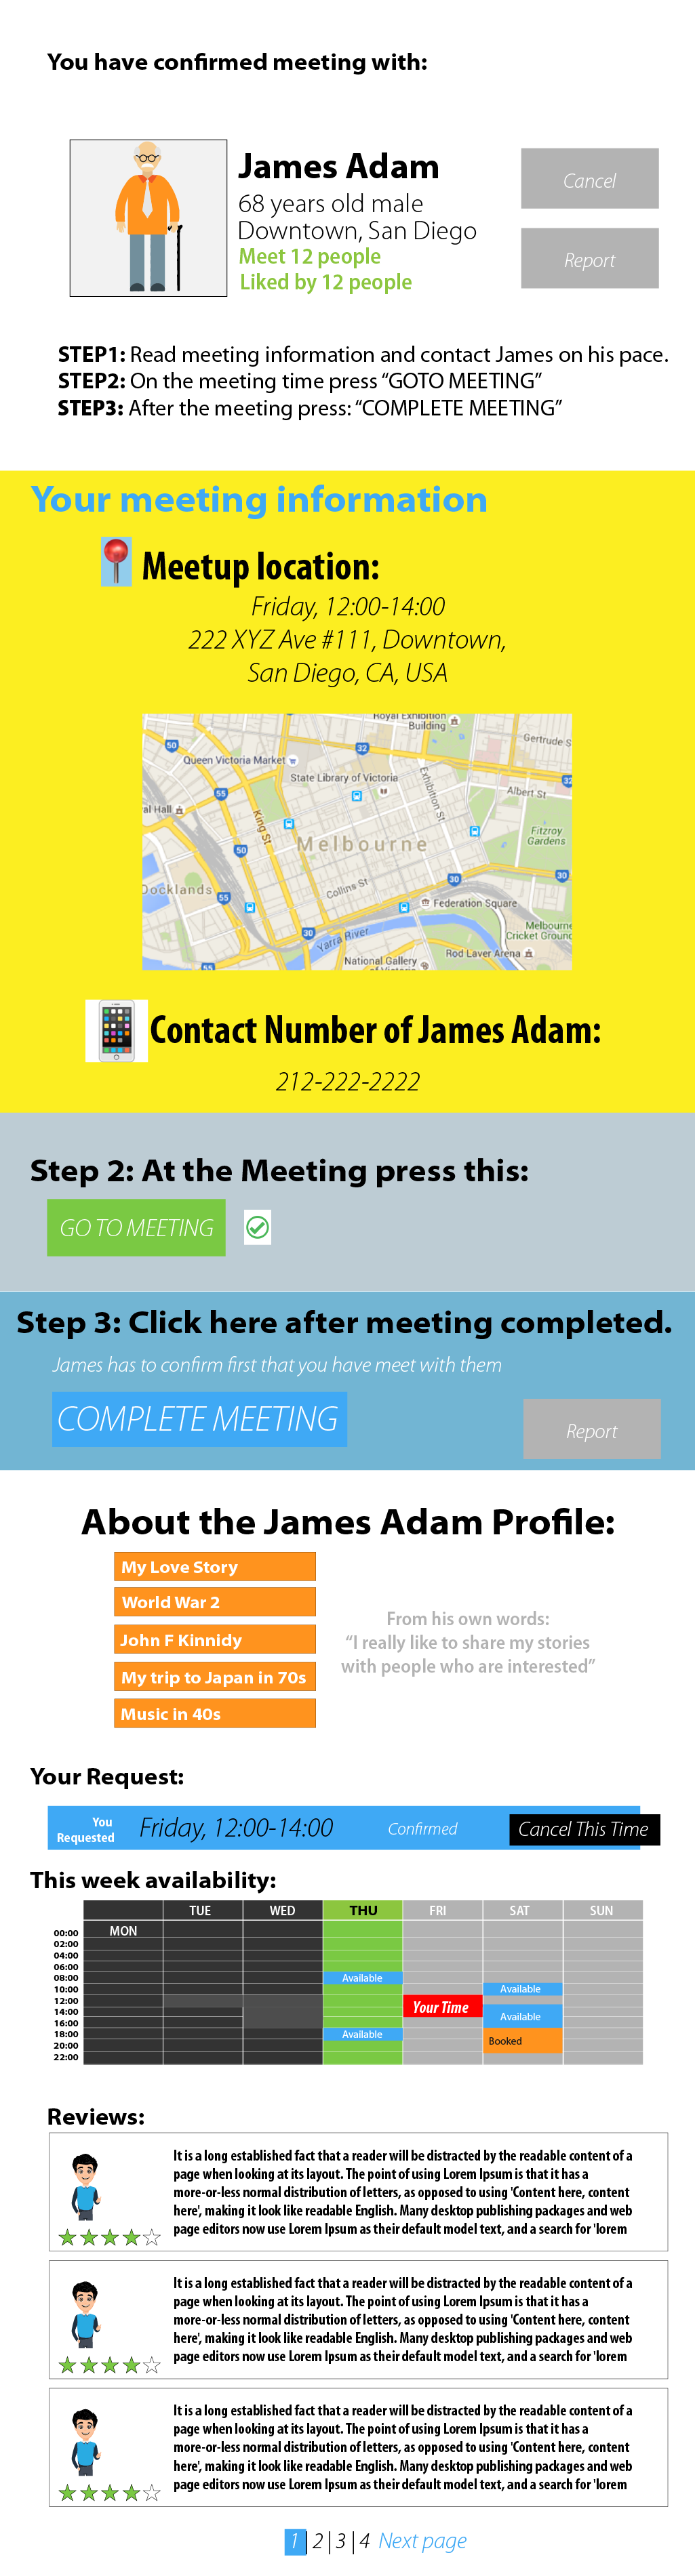 You have confirmed meeting with:
James Adam
68 years old male
Downtown, San Diego
Meet 12 people
Liked by 12 people
Cancel
Report
STEP1: Read meeting information and contact James on his pace.
STEP2: On the meeting time press “GOTO MEETING”
STEP3: After the meeting press: “COMPLETE MEETING”
Your meeting information
Meetup location:
Friday, 12:00-14:00
222 XYZ Ave #111, Downtown,
San Diego, CA, USA
Royal Exhibition
Building
Gertrude S
50
32
Queen Victoria Market
State Library of Victoria
Exhibition St
32
55
Albert St
al Hall
King St
Fitzroy
Gardens
Melbourne
50
30
30
Docklands
55
Collins St
Federation Square
30
Yarra River
Melbourne
Cricket Ground
Rod Laver Arena
National Gallery
of Victoria
55
Contact Number of James Adam:
212-222-2222
Step 2: At the Meeting press this:
GO TO MEETING
Step 3: Click here after meeting completed.
James has to confirm first that you have meet with them
COMPLETE MEETING
Report
About the James Adam Profile:
My Love Story
World War 2
John F Kinnidy
My trip to Japan in 70s
Music in 40s
From his own words:
“I really like to share my stories
with people who are interested”
Your Request:
You
Requested
Friday, 12:00-14:00
Confirmed
Cancel This Time
This week availability:
TUE WED THU FRI SAT SUN
MON
00:00
02:00
04:00
06:00
08:00 Available
10:00 Available
12:00
14:00 Your Time Available
16:00
18:00 Available
20:00 Booked
22:00
Reviews:
It is a long established fact that a reader will be distracted by the readable content of a
page when looking at its layout. The point of using Lorem Ipsum is that it has a
more-or-less normal distribution of letters, as opposed to using 'Content here, content
here', making it look like readable English. Many desktop publishing packages and web
page editors now use Lorem Ipsum as their default model text, and a search for 'lorem
It is a long established fact that a reader will be distracted by the readable content of a
page when looking at its layout. The point of using Lorem Ipsum is that it has a
more-or-less normal distribution of letters, as opposed to using 'Content here, content
here', making it look like readable English. Many desktop publishing packages and web
page editors now use Lorem Ipsum as their default model text, and a search for 'lorem
It is a long established fact that a reader will be distracted by the readable content of a
page when looking at its layout. The point of using Lorem Ipsum is that it has a
more-or-less normal distribution of letters, as opposed to using 'Content here, content
here', making it look like readable English. Many desktop publishing packages and web
page editors now use Lorem Ipsum as their default model text, and a search for 'lorem
1 | 2 | 3 | 4 Next page